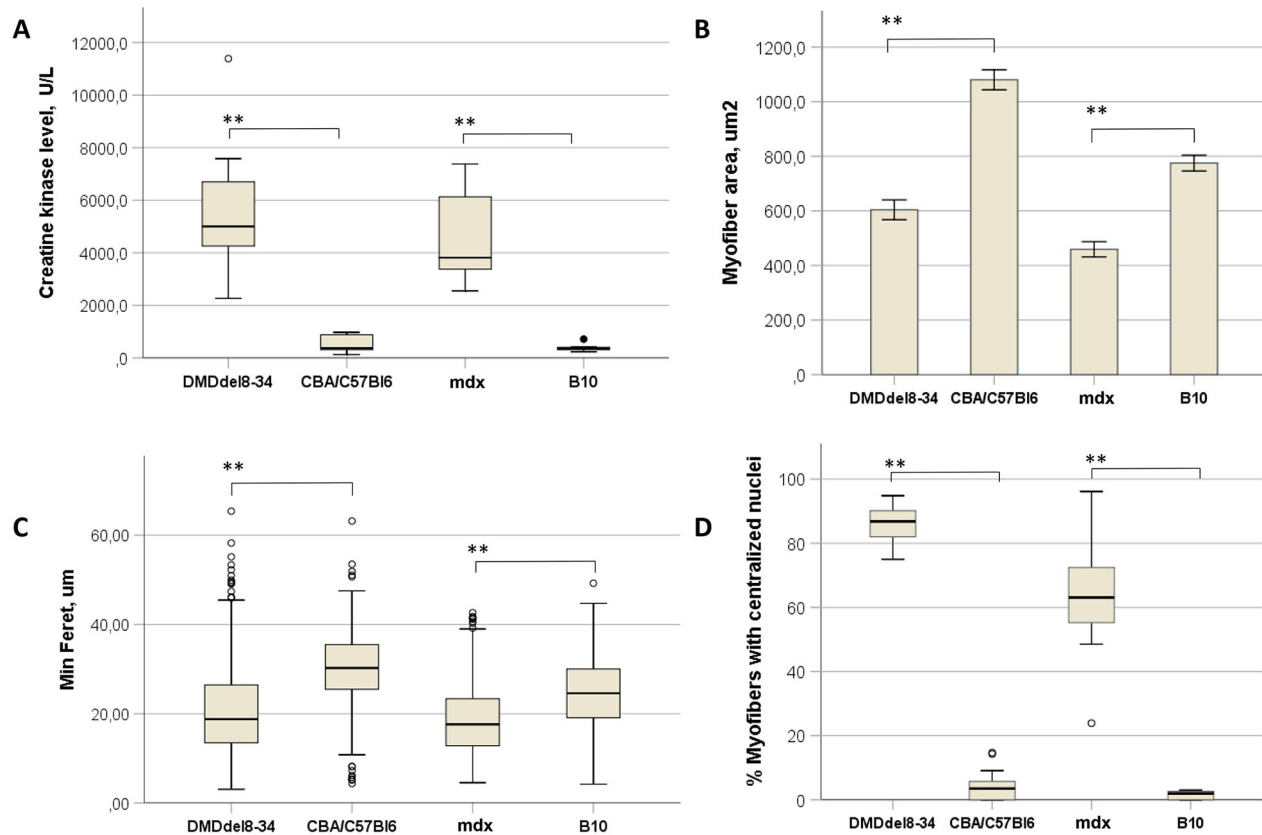 A
Creatine kinase level, U/L
12000,0
10000,0
8000,0
6000,0
4000,0
2000,0
,0
**
**
DMDdel8-34
CBA/C57Bl6
mdx
B10
B
Myofiber area, um2
1200,0
1000,0
800,0
600,0
400,0
200,0
,0
**
**
DMDdel8-34
CBA/C57Bl6
mdx
B10
C
Min Feret, um
60,00
40,00
20,00
,00
**
**
DMDdel8-34
CBA/C57Bl6
mdx
B10
D
% Myofibers with centralized nuclei
100
80
60
40
20
0
**
**
DMDdel8-34
CBA/C57Bl6
mdx
B10